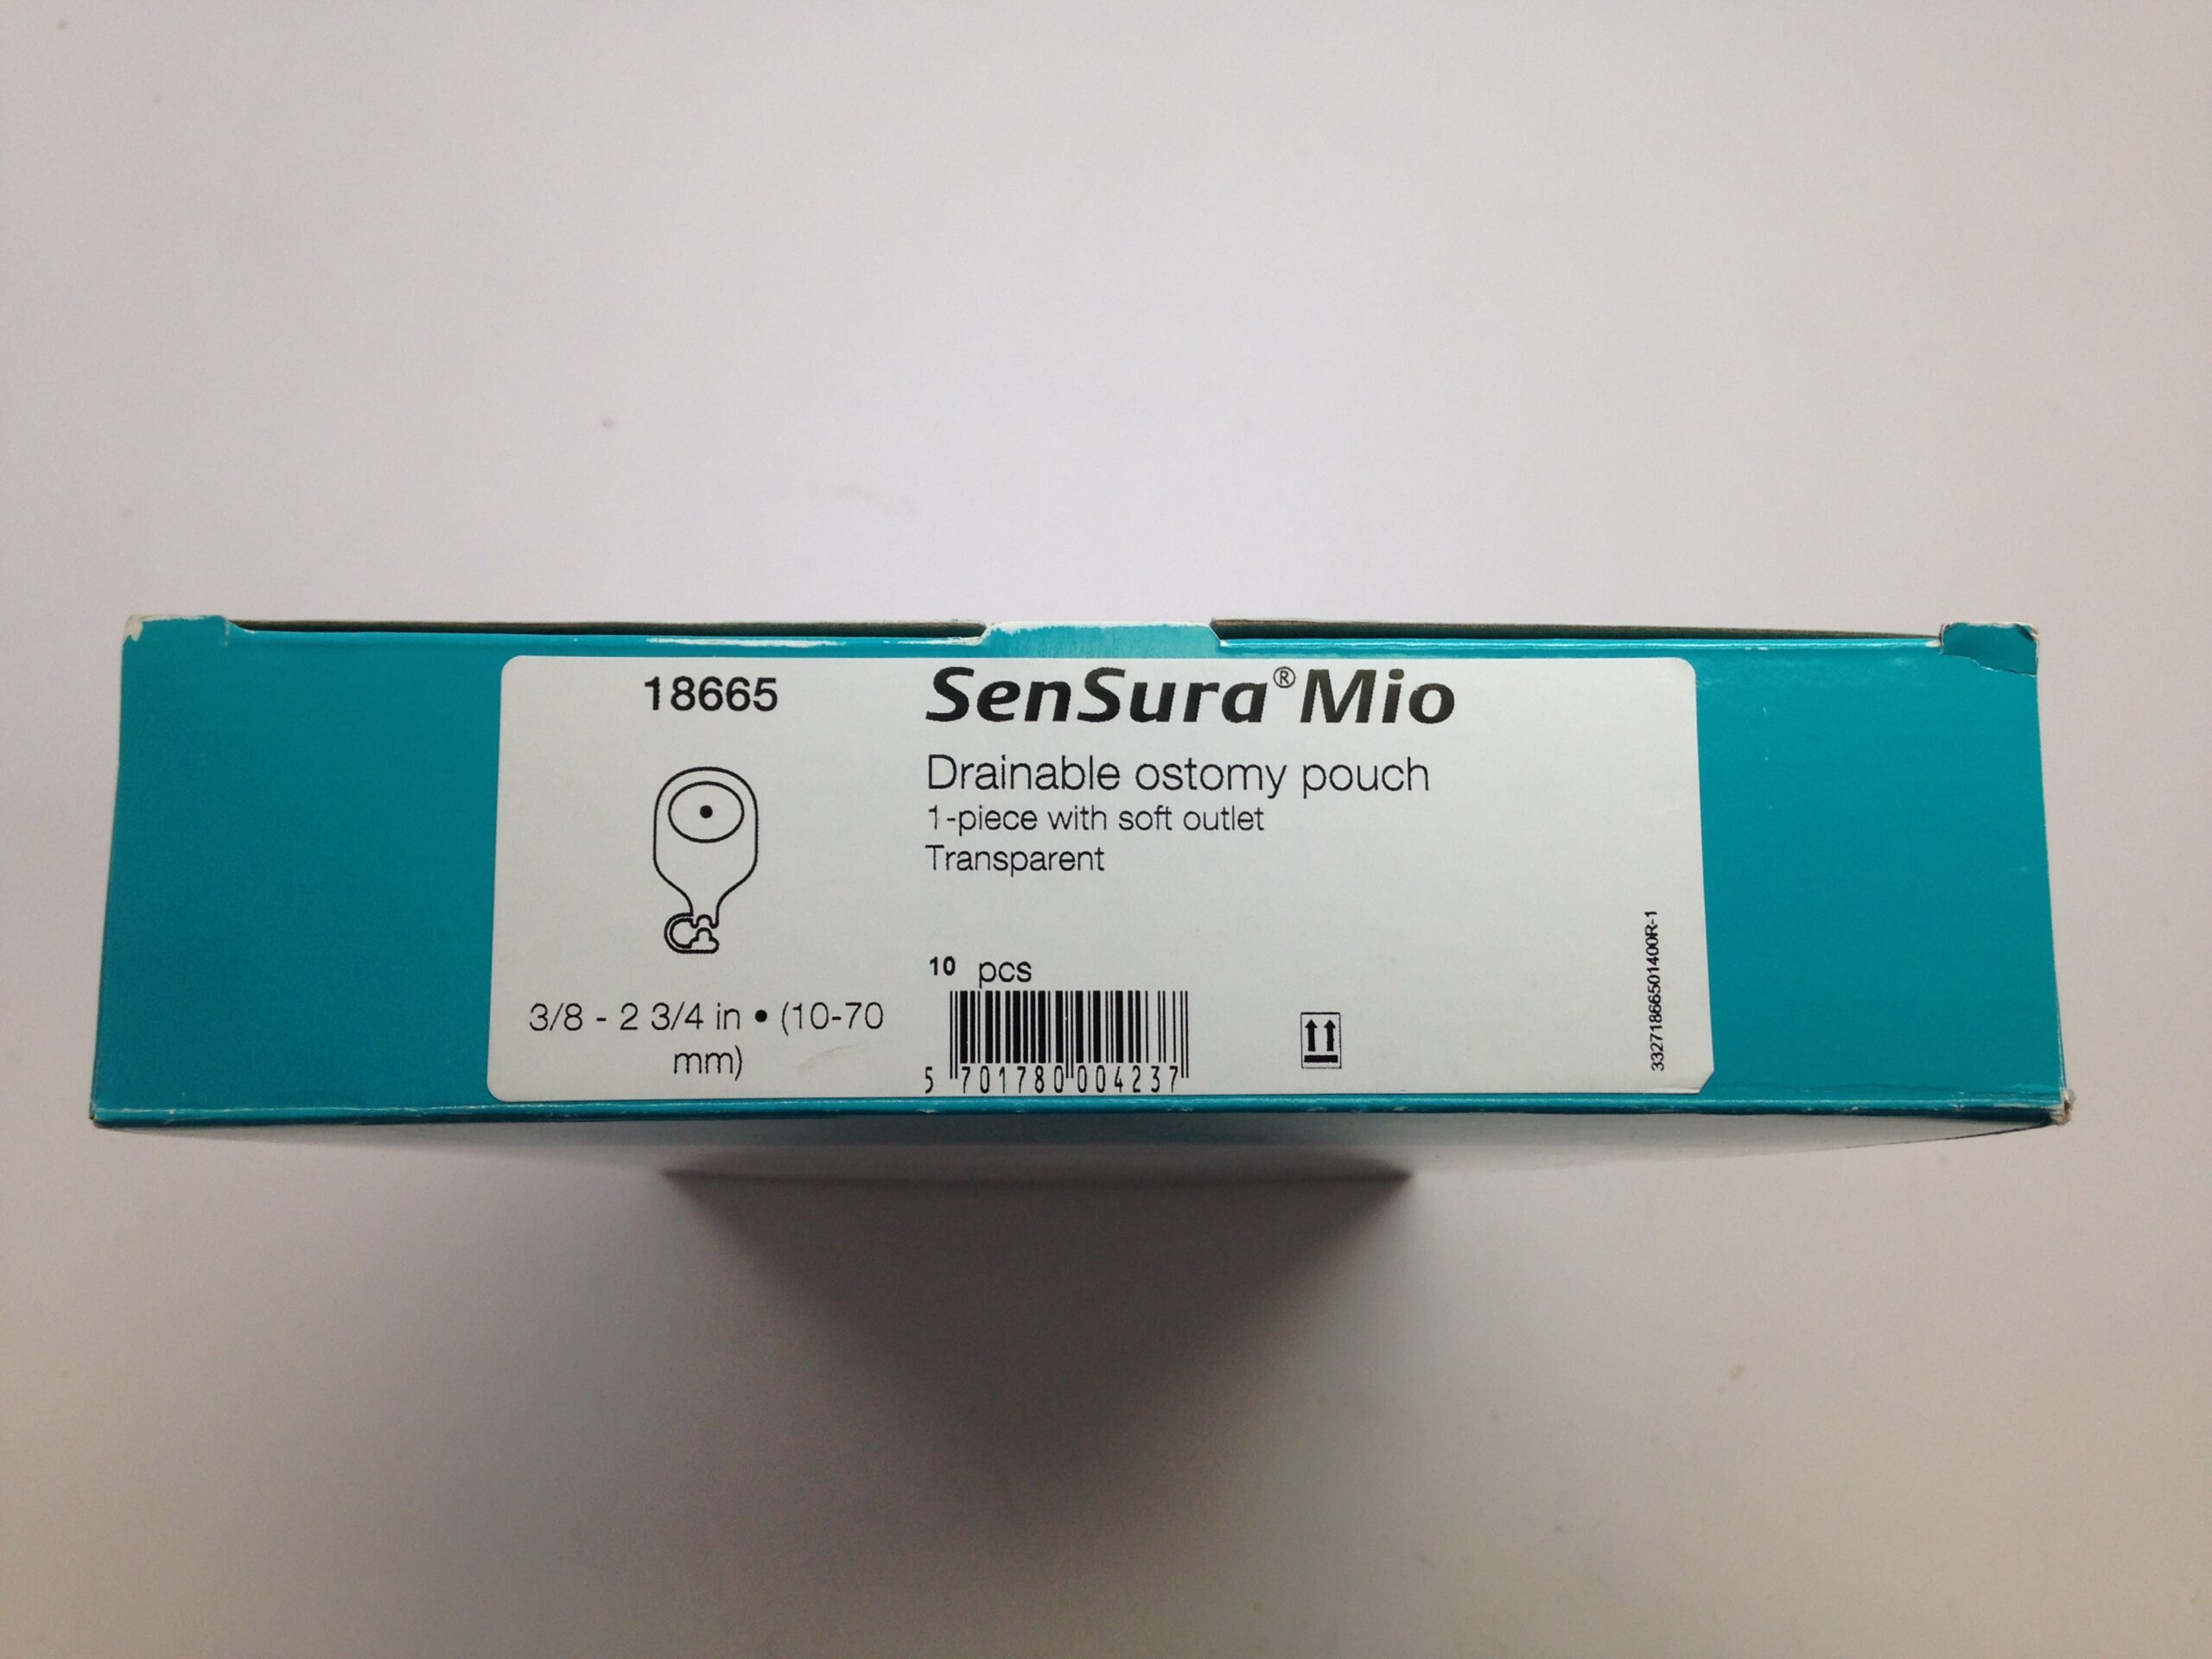 18665
SenSura®Mio
Drainable ostomy pouch
1-piece with soft outlet
Transparent
10 pcs
3/8 - 2 3/4 in • (10-70
mm)
5 701780 004237
33271866501400R-1